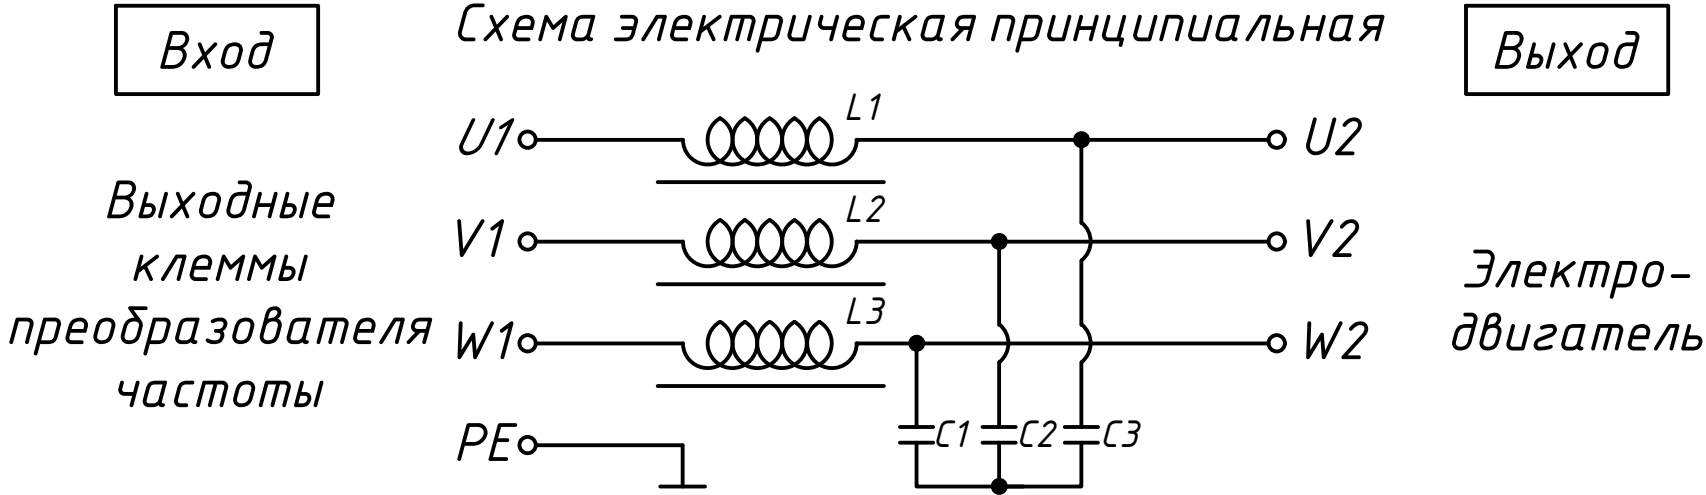 Схема электрическая принципиальная
Вход
Выход
L1
U1
U2
Выходные
клеммы
преобразователя
частоты
L2
V1
V2
Электро-
двигатель
L3
W1
W2
PE
C1
C2
C3